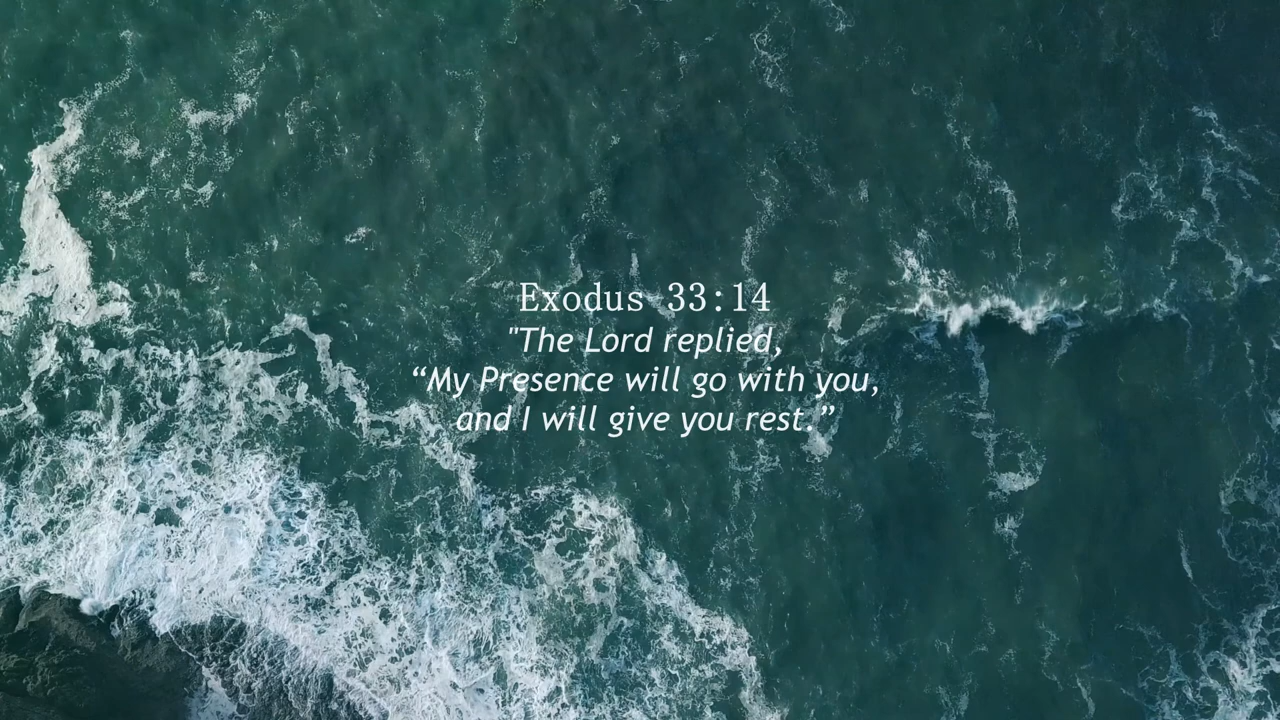 Exodus 33:14
"The Lord replied,
“My Presence will go with you,
and I will give you rest.”